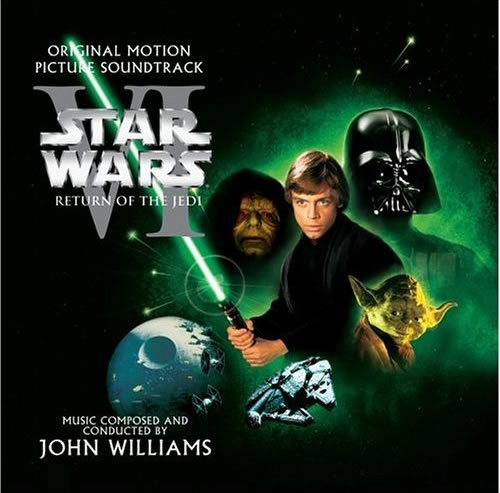 ORIGINAL MOTION
PICTURE SOUNDTRACK
VI
STAR
WARS
RETURN OF THE JEDI
MUSIC COMPOSED AND
CONDUCTED BY
JOHN WILLIAMS